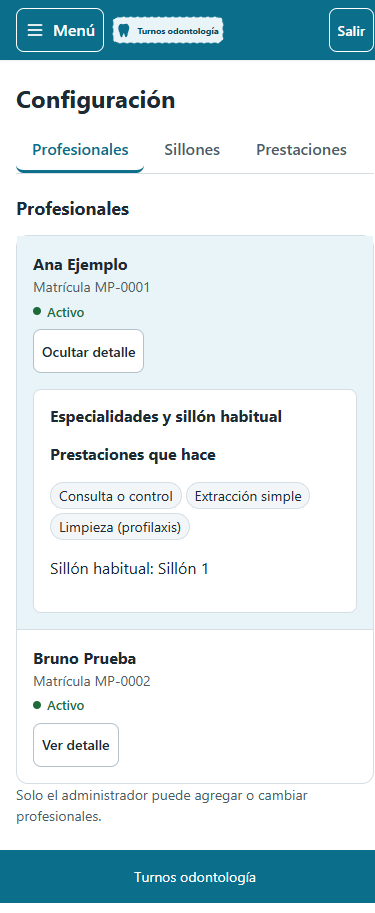 Menú
Turnos odontología
Salir
Configuración
Profesionales
Sillones
Prestaciones
Profesionales
Ana Ejemplo
Matrícula MP-0001
Activo
Ocultar detalle
Especialidades y sillón habitual
Prestaciones que hace
Consulta o control
Extracción simple
Limpieza (profilaxis)
Sillón habitual: Sillón 1
Bruno Prueba
Matrícula MP-0002
Activo
Ver detalle
Solo el administrador puede agregar o cambiar
profesionales.
Turnos odontología